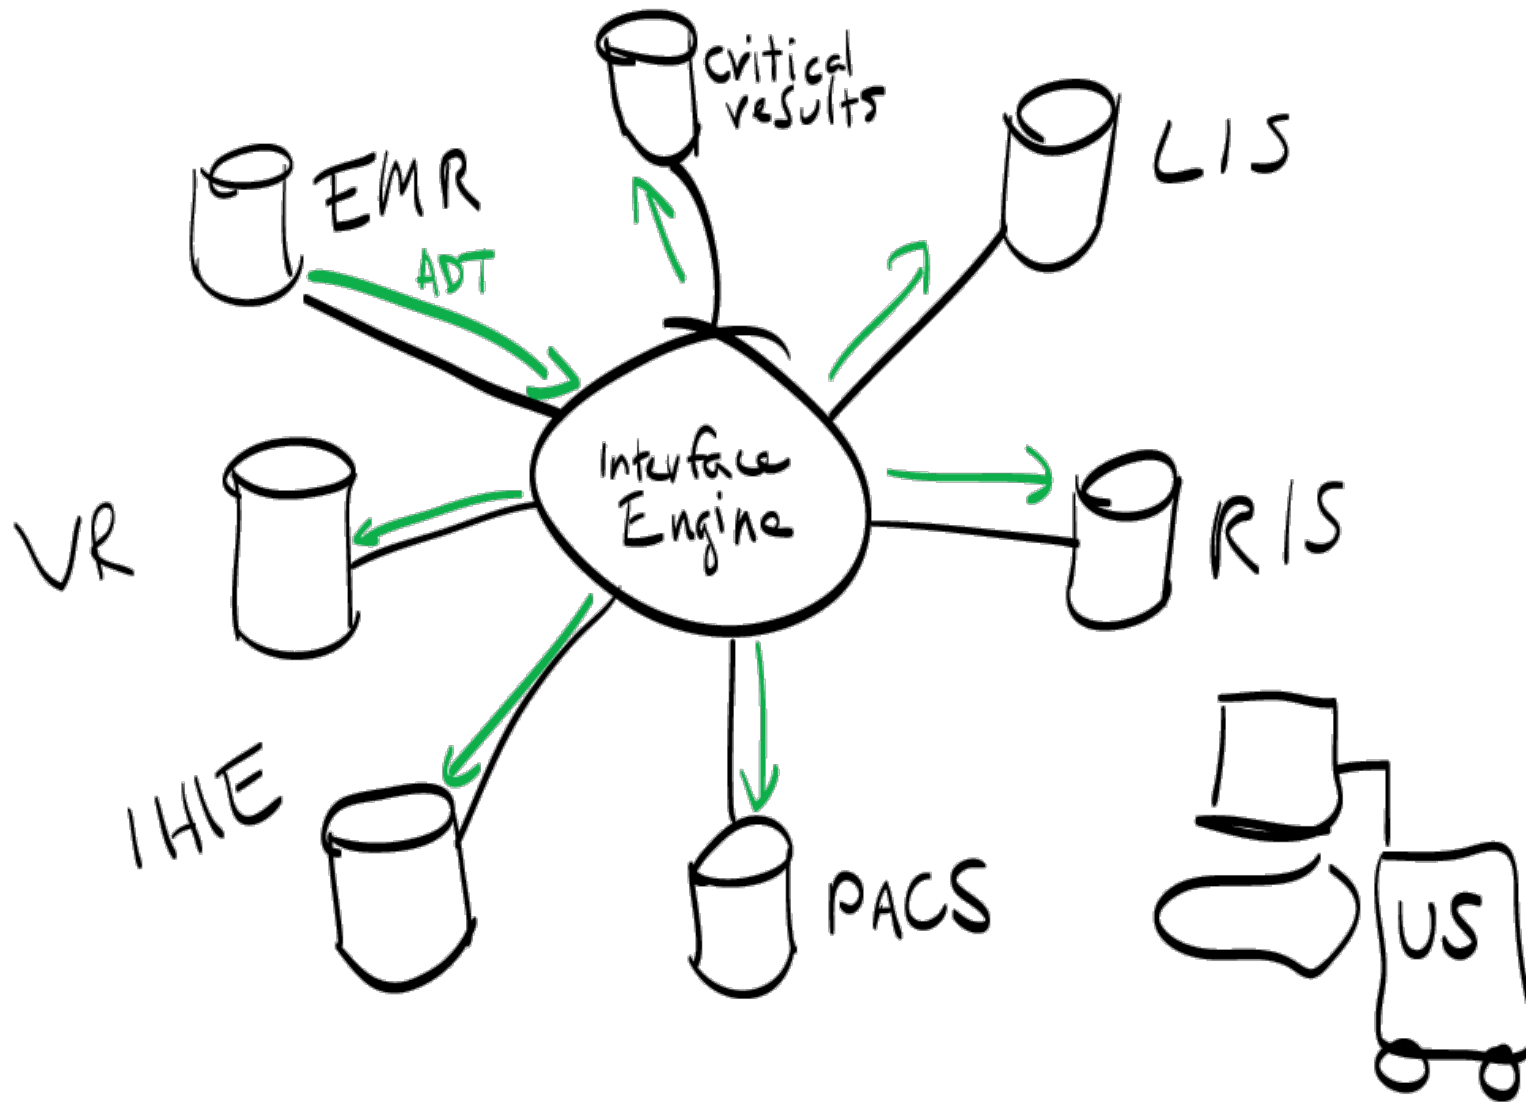 critical
results
LIS
EMR
ADT
Interface
Engine
VR
RIS
IHIE
PACS
US